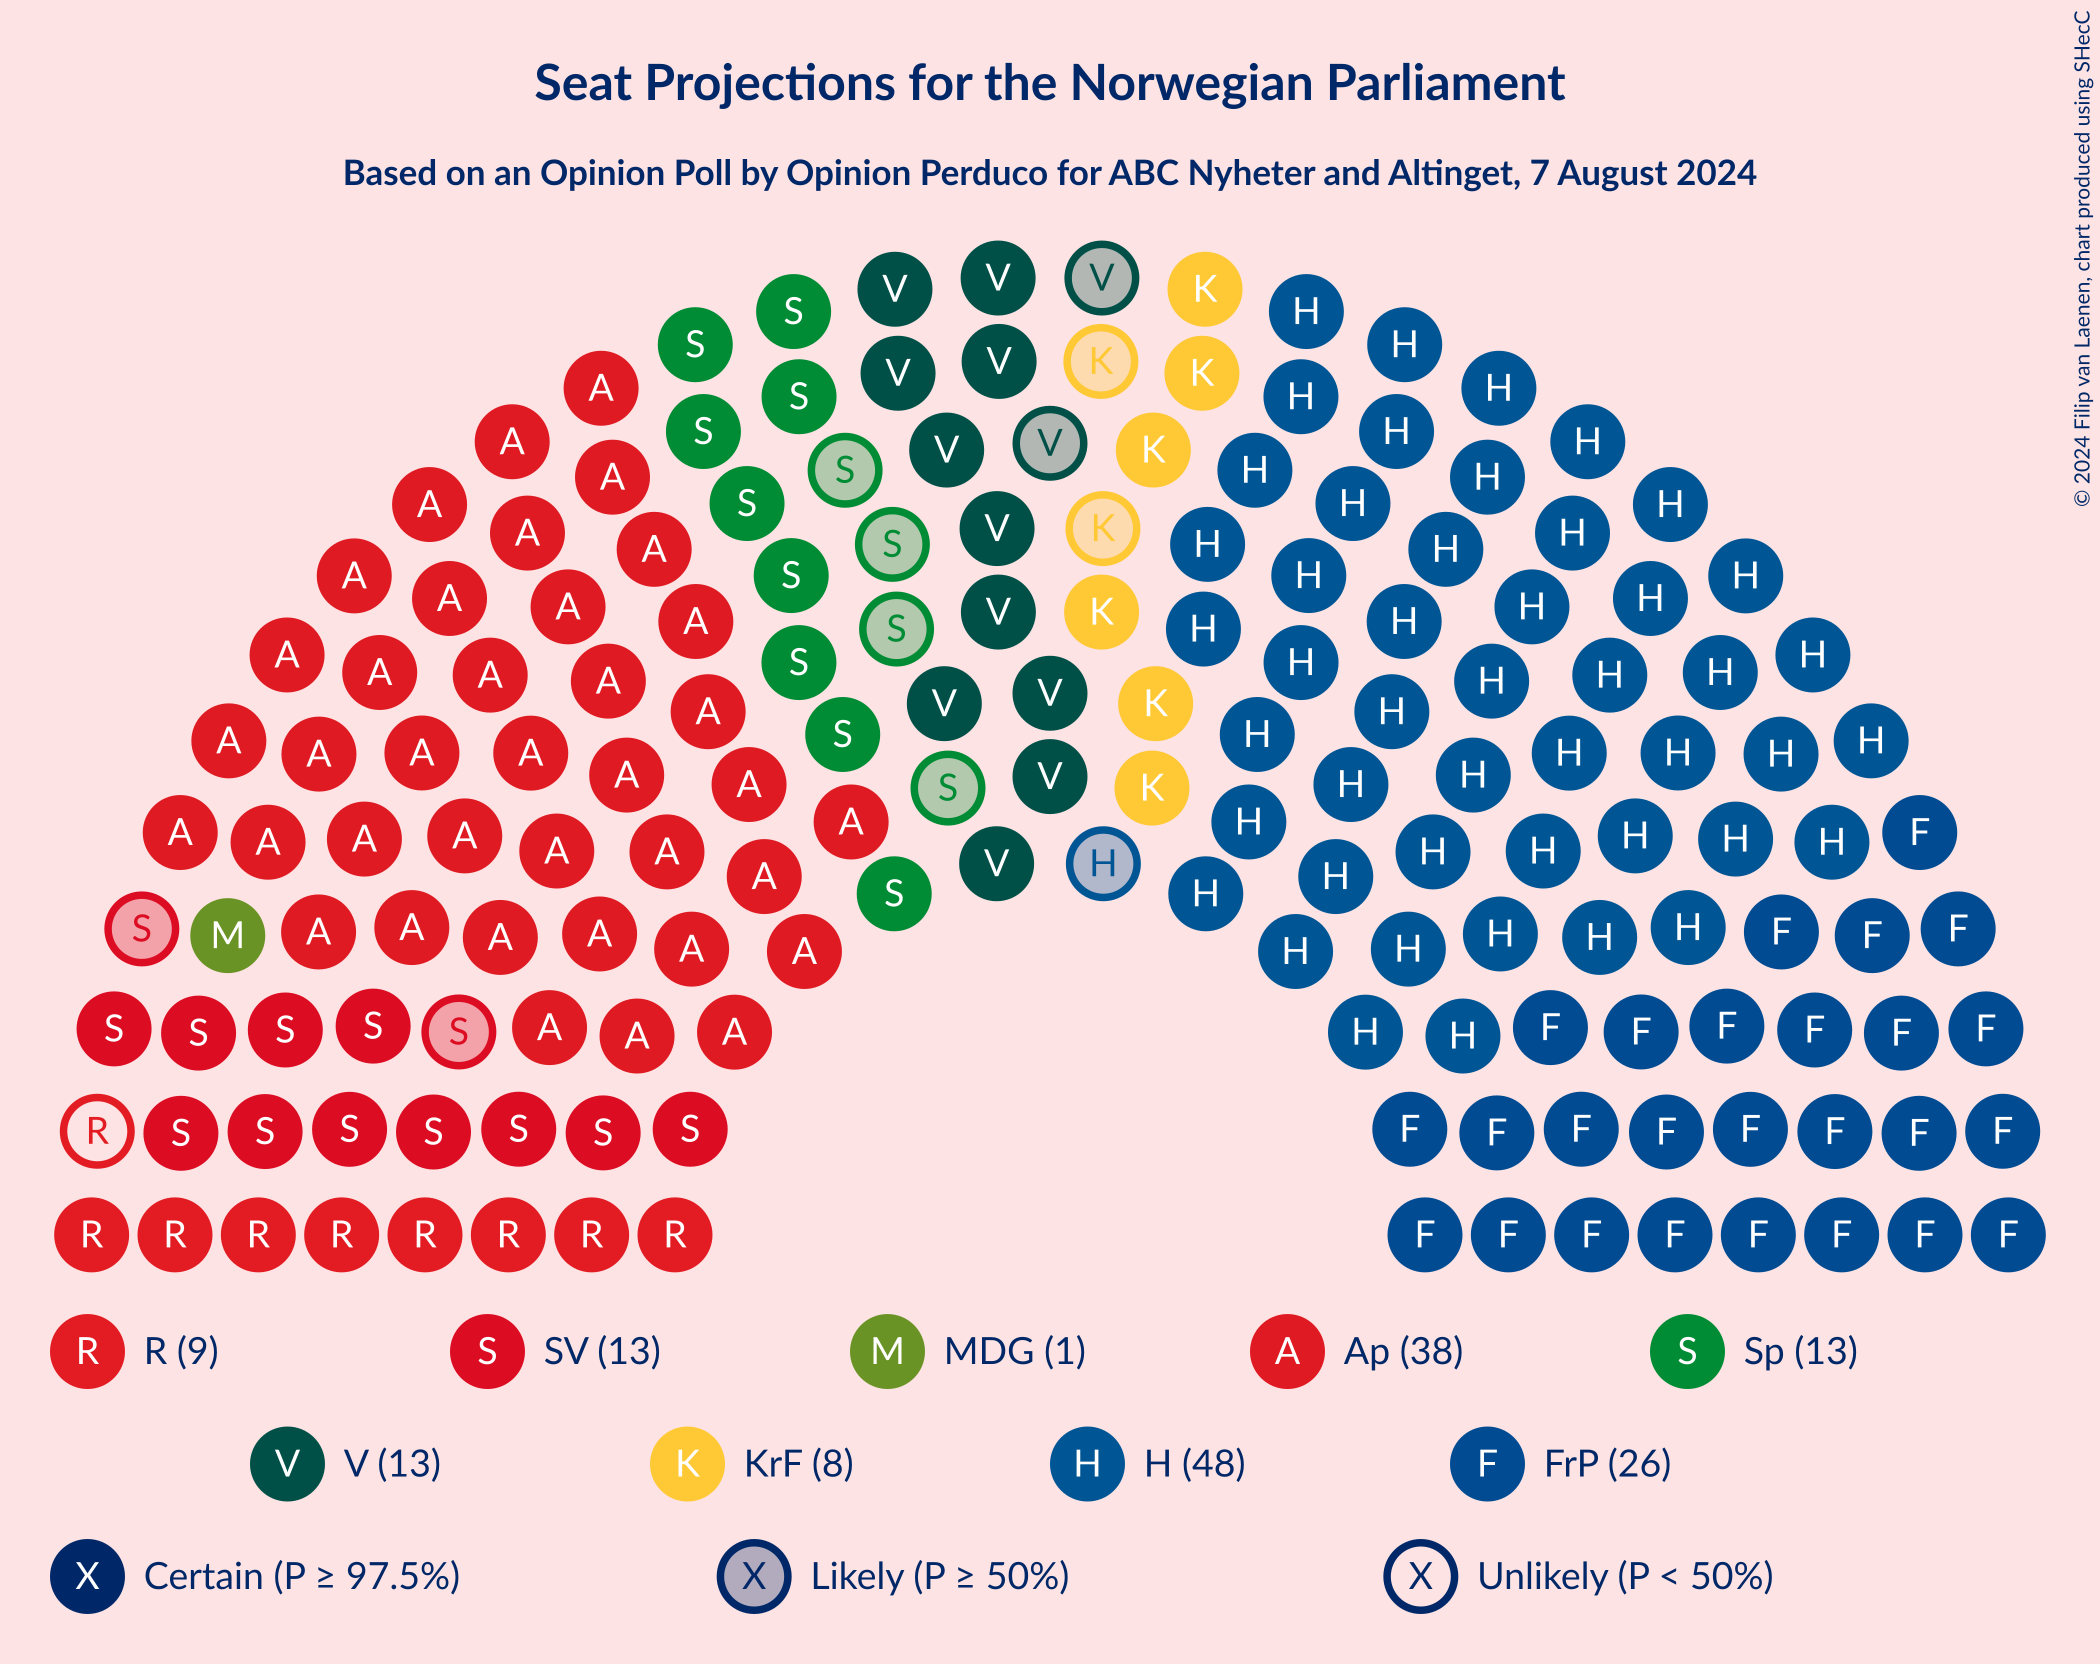 Seat Projections for the Norwegian Parliament
Based on an Opinion Poll by Opinion Perduco for ABC Nyheter and Altinget, 7 August 2024
© 2024 Filip van Laenen, chart produced using SHecC
V V V K
S S H H
A S V V K K H H
A S S H H H
A A S V V K H H H H
A A S S V K H H H H
A A A S S V K H H H H H
A A A A S V V K H H H H H
A A A A A S S V K H H H H H H
A A A A A A A V H H H H H H H F
S M A A A A A A S H H H H H H F F F
S S S S S A A A H H F F F F F F
R S S S S S S S F F F F F F F F
R R R R R R R R F F F F F F F F
R R (9) S SV (13) M MDG (1) A Ap (38) S Sp (13)
V V (13) K KrF (8) H H (48) F FrP (26)
X Certain (P ≥ 97.5%) X Likely (P ≥ 50%) X Unlikely (P < 50%)